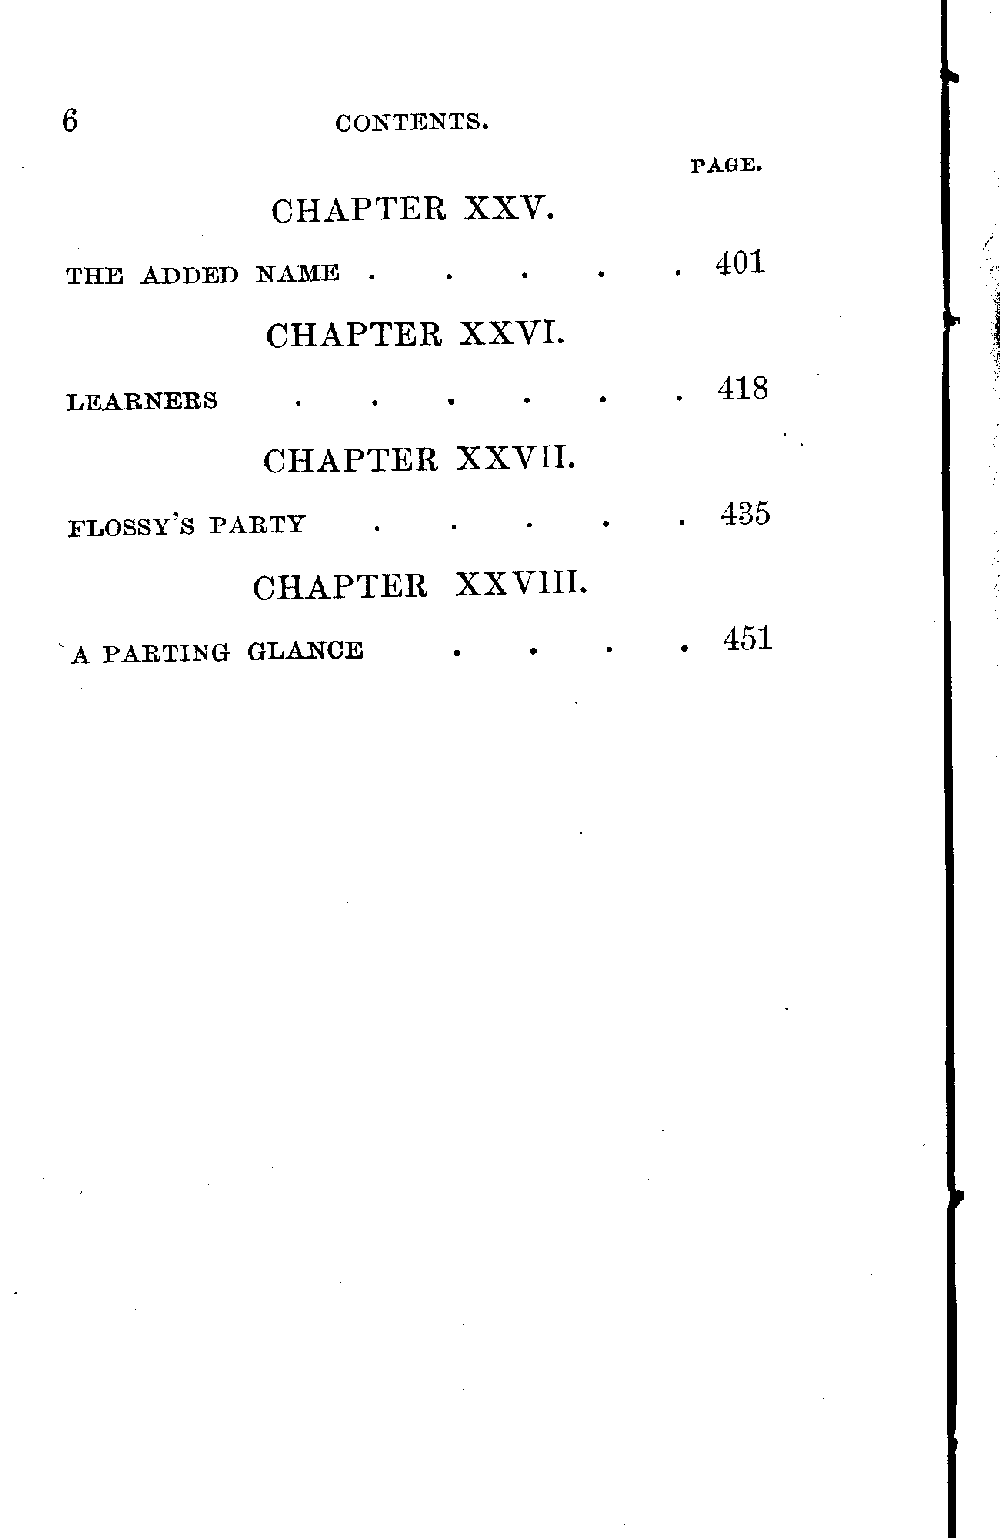 6 CONTENTS.
PAGE.
CHAPTER XXV.
THE ADDED NAME . . . . . 401
CHAPTER XXVI.
LEARNERS . . . . . . 418
CHAPTER XXVII.
FLOSSY'S PARTY . . . . . 435
CHAPTER XXVIII.
A PARTING GLANCE . . . . 451